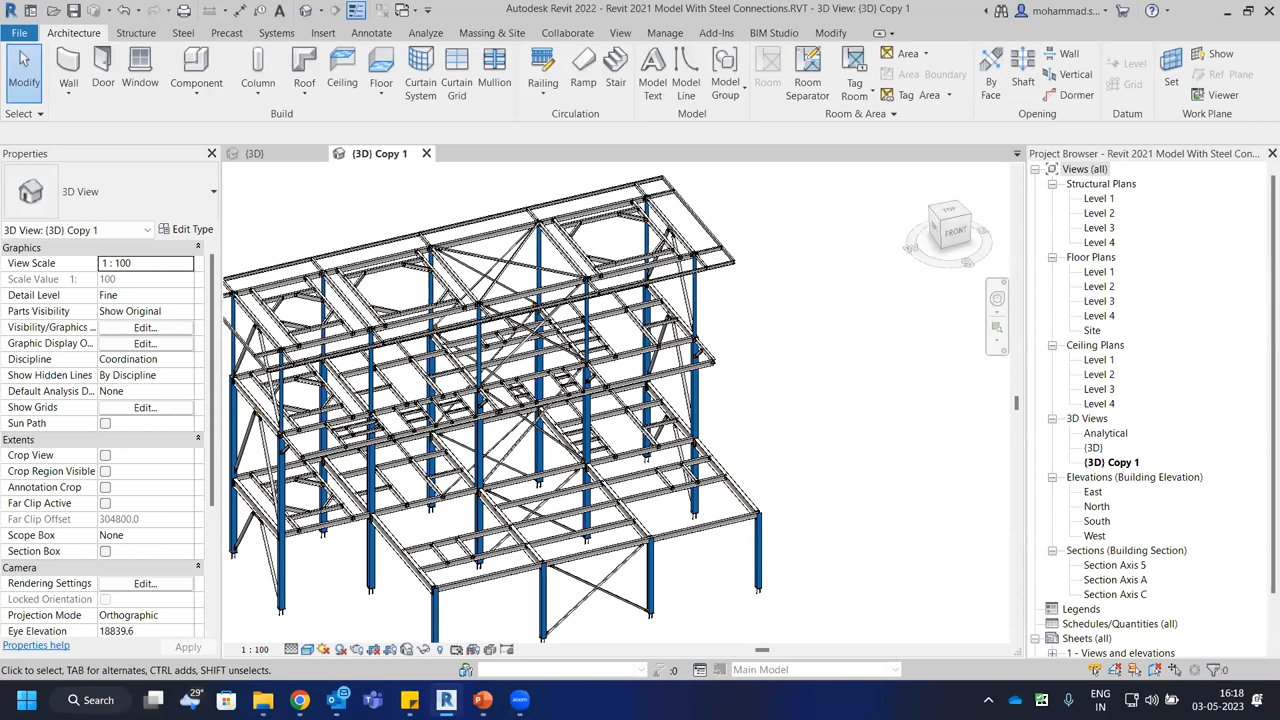 Autodesk Revit 2022 - Revit 2021 Model With Steel Connections.RVT - 3D View: {3D} Copy 1
mohammad.s...
File Architecture Structure Steel Precast Systems Insert Annotate Analyze Massing & Site Collaborate View Manage Add-Ins BIM Studio Modify
Modify Wall Door Window Component Column Roof Ceiling Floor Curtain System Curtain Grid Mullion Railing Ramp Stair Model Text Model Line Model Group Room Room Separator Tag Room Area Area Boundary Tag Area By Face Shaft Wall Vertical Dormer Level Grid Set Show Ref Plane Viewer
Select Build Circulation Model Room & Area Opening Datum Work Plane
Properties
{3D}
{3D} Copy 1
Project Browser - Revit 2021 Model With Steel Con...
3D View
3D View: {3D} Copy 1
Edit Type
Graphics
View Scale 1 : 100
Scale Value 1: 100
Detail Level Fine
Parts Visibility Show Original
Visibility/Graphics ... Edit...
Graphic Display O... Edit...
Discipline Coordination
Show Hidden Lines By Discipline
Default Analysis D... None
Show Grids Edit...
Sun Path
Extents
Crop View
Crop Region Visible
Annotation Crop
Far Clip Active
Far Clip Offset 304800.0
Scope Box None
Section Box
Camera
Rendering Settings Edit...
Locked Orientation
Projection Mode Orthographic
Eye Elevation 18839.6
Properties help
Apply
TOP
FRONT
Views (all)
Structural Plans
Level 1
Level 2
Level 3
Level 4
Floor Plans
Level 1
Level 2
Level 3
Level 4
Site
Ceiling Plans
Level 1
Level 2
Level 3
Level 4
3D Views
Analytical
{3D}
{3D} Copy 1
Elevations (Building Elevation)
East
North
South
West
Sections (Building Section)
Section Axis 5
Section Axis A
Section Axis C
Legends
Schedules/Quantities (all)
Sheets (all)
1 - Views and elevations
1 : 100
Click to select, TAB for alternates, CTRL adds, SHIFT unselects.
:0
Main Model
:0
Search
29°
zoom
ENG
IN
16:18
03-05-2023